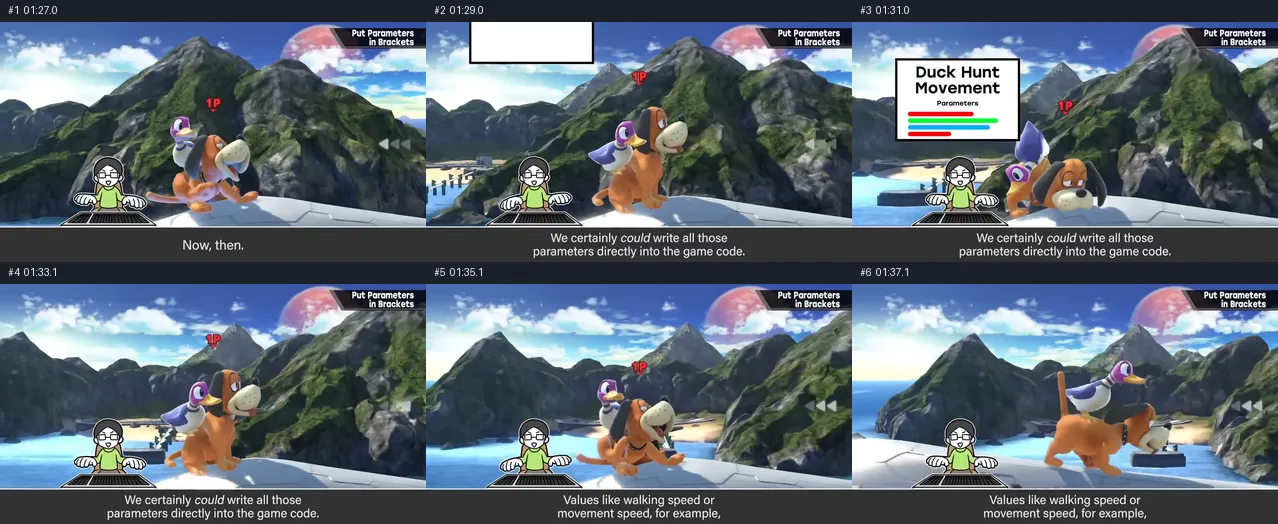 #1 01:27.0
Put Parameters
in Brackets
1P
Now, then.
#2 01:29.0
Put Parameters
in Brackets
1P
We certainly could write all those
parameters directly into the game code.
#3 01:31.0
Put Parameters
in Brackets
Duck Hunt
Movement
Parameters
1P
We certainly could write all those
parameters directly into the game code.
#4 01:33.1
Put Parameters
in Brackets
1P
We certainly could write all those
parameters directly into the game code.
#5 01:35.1
Put Parameters
in Brackets
1P
Values like walking speed or
movement speed, for example,
#6 01:37.1
Put Parameters
in Brackets
Values like walking speed or
movement speed, for example,